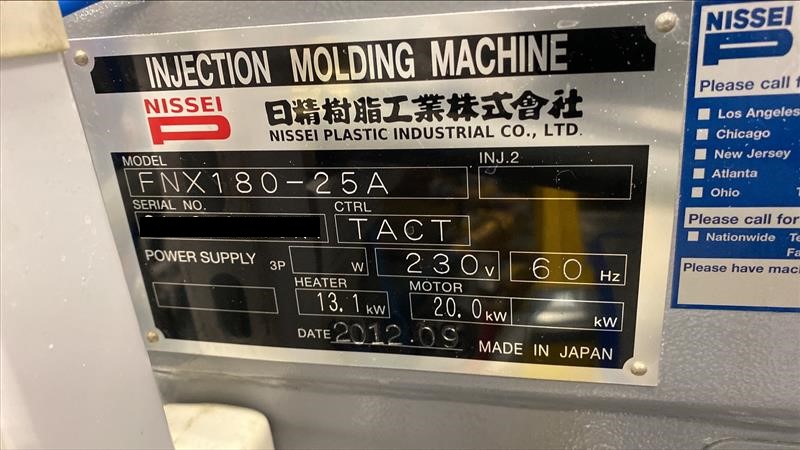 INJECTION MOLDING MACHINE
NISSEI
日精樹脂工業株式會社
NISSEI PLASTIC INDUSTRIAL CO., LTD.
MODEL
FNX180-25A
INJ.2
SERIAL NO.
CTRL
TACT
POWER SUPPLY 3P W 230 V 60 Hz
HEATER
13.1 kW
MOTOR
20.0 kW kW
DATE 2012.09
MADE IN JAPAN
NISSEI
Please call
Los Angeles
Chicago
New Jersey
Atlanta
Ohio
Please call for
Nationwide
Please have